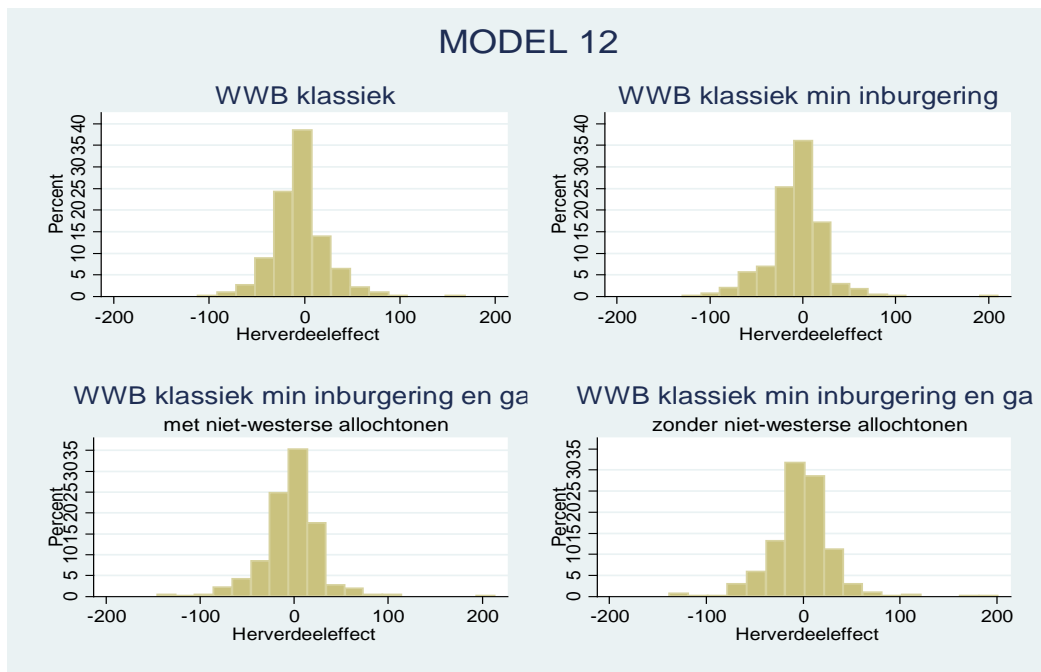 MODEL 12
WWB klassiek
Percent
0 5 10 15 20 25 30 35 40
-200 -100 0 100 200
Herverdeeleffect
WWB klassiek min inburgering
Percent
0 5 10 15 20 25 30 35 40
-200 -100 0 100 200
Herverdeeleffect
WWB klassiek min inburgering en ga
met niet-westerse allochtonen
Percent
0 5 10 15 20 25 30 35
-200 -100 0 100 200
Herverdeeleffect
WWB klassiek min inburgering en ga
zonder niet-westerse allochtonen
Percent
0 5 10 15 20 25 30 35
-200 -100 0 100 200
Herverdeeleffect